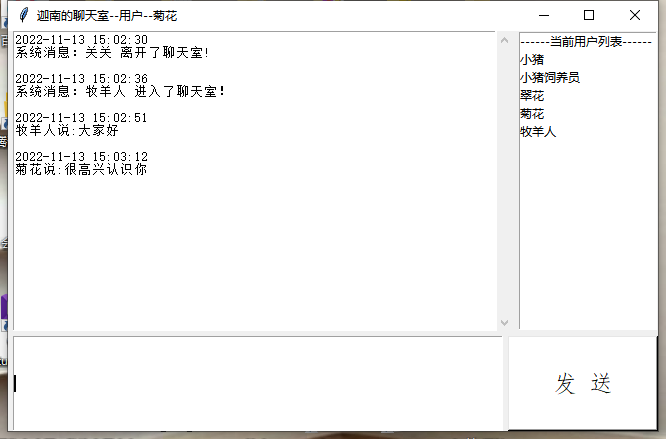 迦南的聊天室--用户--菊花
2022-11-13 15:02:30
系统消息: 关关 离开了聊天室!
2022-11-13 15:02:36
系统消息: 牧羊人 进入了聊天室!
2022-11-13 15:02:51
牧羊人说:大家好
2022-11-13 15:03:12
菊花说:很高兴认识你
------当前用户列表------
小猪
小猪饲养员
翠花
菊花
牧羊人
发 送